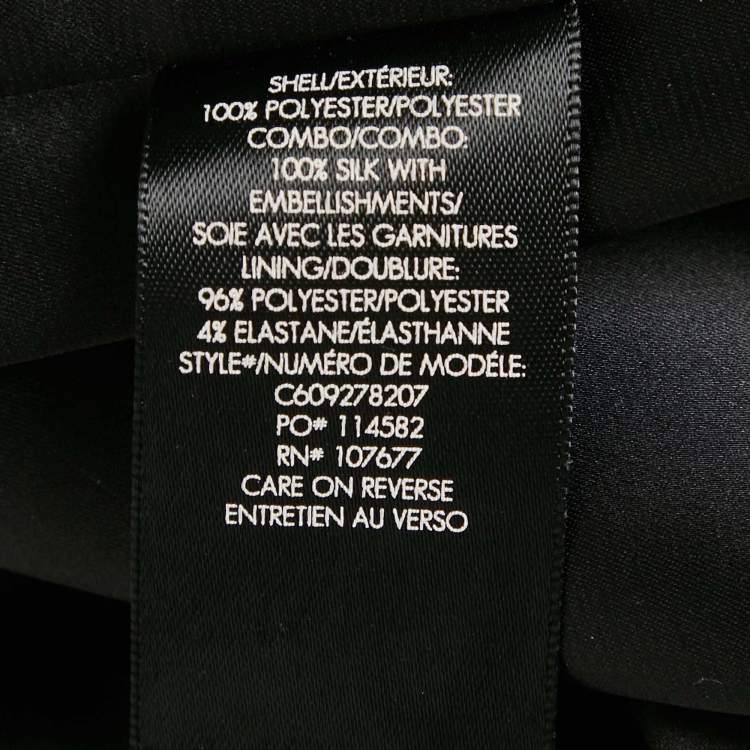 SHELL/EXTÉRIEUR:
100% POLYESTER/POLYESTER
COMBO/COMBO:
100% SILK WITH
EMBELLISHMENTS/
SOIE AVEC LES GARNITURES
LINING/DOUBLURE:
96% POLYESTER/POLYESTER
4% ELASTANE/ÉLASTHANNE
STYLE#/NUMÉRO DE MODÉLE:
C609278207
PO# 114582
RN# 107677
CARE ON REVERSE
ENTRETIEN AU VERSO